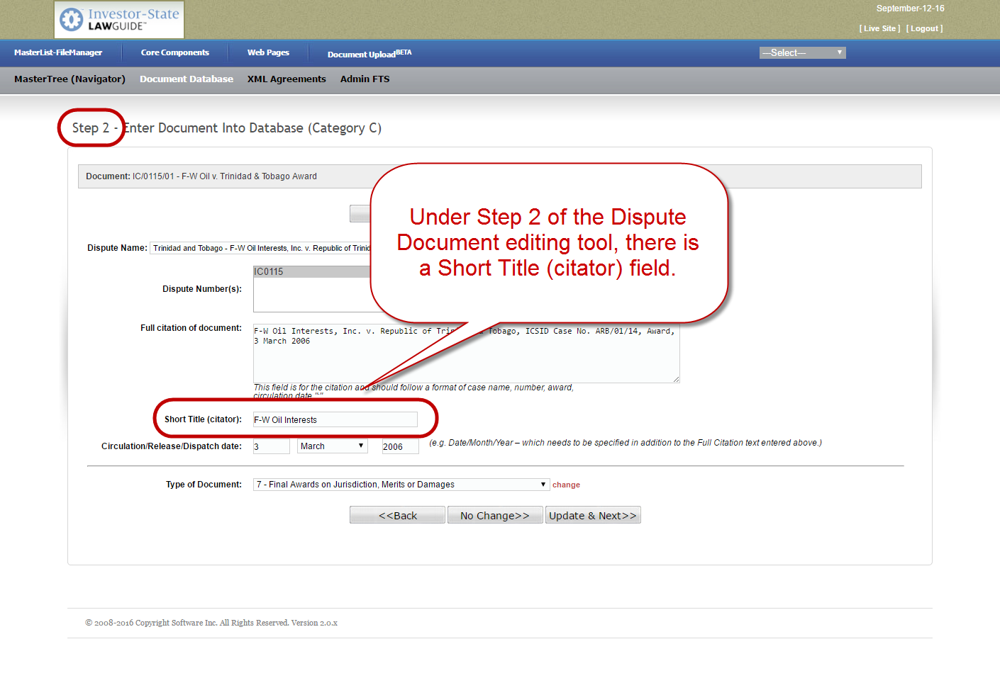 Investor-State
LAWGUIDE™
September-12-16
[ Live Site ] [ Logout ]
MasterList-FileManager Core Components Web Pages Document Upload BETA ---Select---
MasterTree (Navigator) Document Database XML Agreements Admin FTS
Step 2 - Enter Document Into Database (Category C)
Document: IC/0115/01 - F-W Oil v. Trinidad & Tobago Award
Under Step 2 of the Dispute
Document editing tool, there is
a Short Title (citator) field.
Dispute Name: Trinidad and Tobago - F-W Oil Interests, Inc. v. Republic of
IC0115
Dispute Number(s):
Full citation of document:
F-W Oil Interests, Inc. v. Republic of Tobago, ICSID Case No. ARB/01/14, Award,
3 March 2006
This field is for the citation and should follow a format of case name, number, award,
circulation date "."
Short Title (citator): F-W Oil Interests
Circulation/Release/Dispatch date: 3 March 2006 (e.g. Date/Month/Year – which needs to be specified in addition to the Full Citation text entered above.)
Type of Document: 7 - Final Awards on Jurisdiction, Merits or Damages change
<<Back No Change>> Update & Next>>
© 2008-2016 Copyright Software Inc. All Rights Reserved. Version 2.0.x